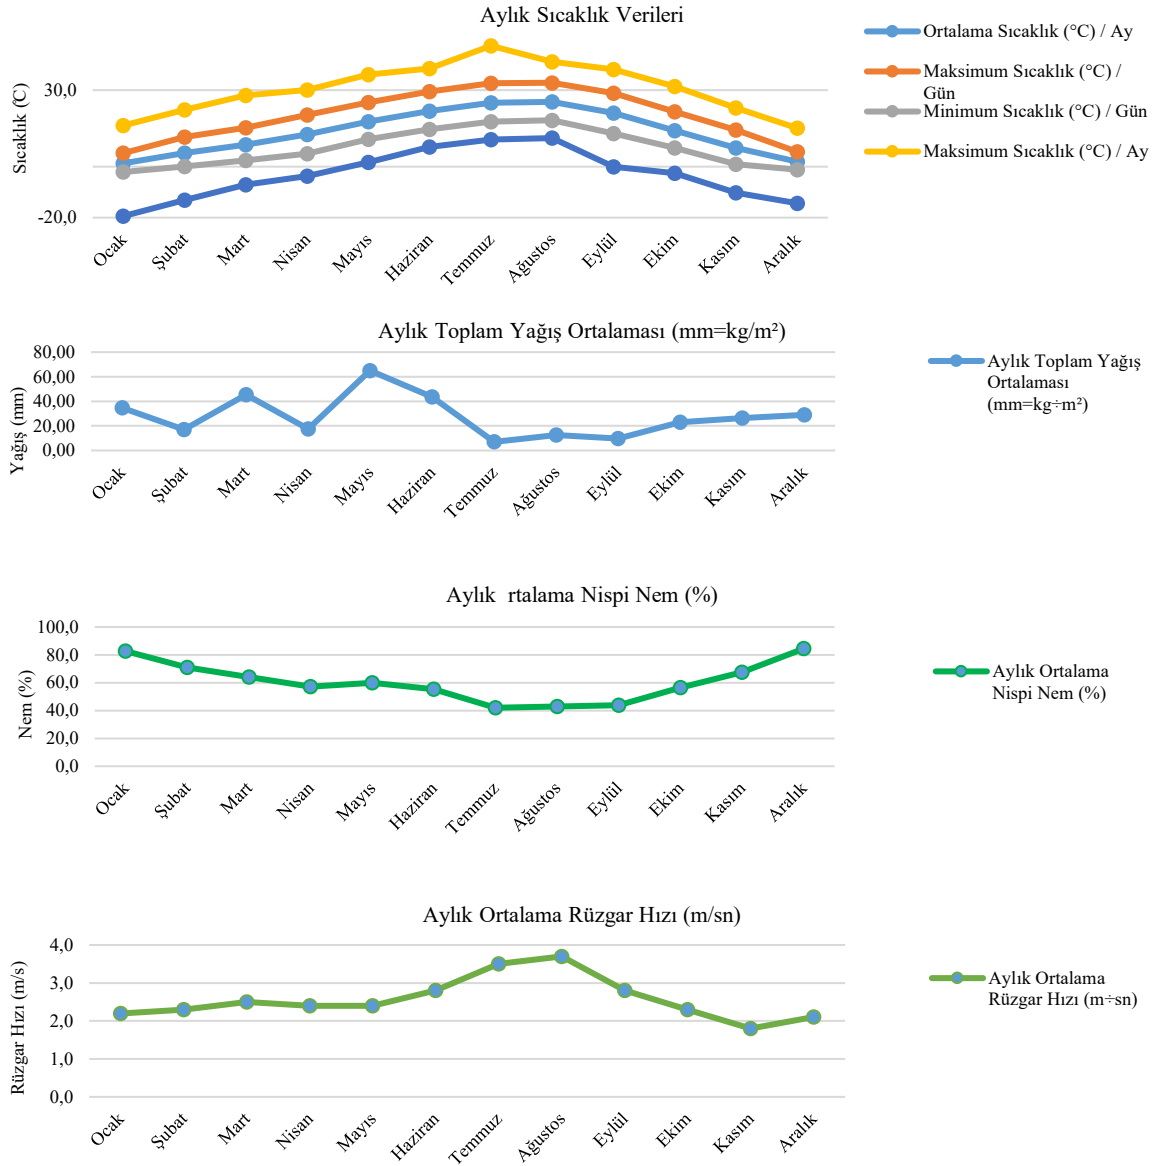 Aylık Sıcaklık Verileri
Sıcaklık (C)
30,0
-20,0
Ocak
Şubat
Mart
Nisan
Mayıs
Haziran
Temmuz
Ağustos
Eylül
Ekim
Kasım
Aralık
Ortalama Sıcaklık (°C) / Ay
Maksimum Sıcaklık (°C) /
Gün
Minimum Sıcaklık (°C) / Gün
Maksimum Sıcaklık (°C) / Ay
Aylık Toplam Yağış Ortalaması (mm=kg/m²)
Yağış (mm)
80,00
60,00
40,00
20,00
0,00
Ocak
Şubat
Mart
Nisan
Mayıs
Haziran
Temmuz
Ağustos
Eylül
Ekim
Kasım
Aralık
Aylık Toplam Yağış
Ortalaması
(mm=kg÷m²)
Aylık  rtalama Nispi Nem (%)
Nem (%)
100,0
80,0
60,0
40,0
20,0
0,0
Ocak
Şubat
Mart
Nisan
Mayıs
Haziran
Temmuz
Ağustos
Eylül
Ekim
Kasım
Aralık
Aylık Ortalama
Nispi Nem (%)
Aylık Ortalama Rüzgar Hızı (m/sn)
Rüzgar Hızı (m/s)
4,0
3,0
2,0
1,0
0,0
Ocak
Şubat
Mart
Nisan
Mayıs
Haziran
Temmuz
Ağustos
Eylül
Ekim
Kasım
Aralık
Aylık Ortalama
Rüzgar Hızı (m÷sn)